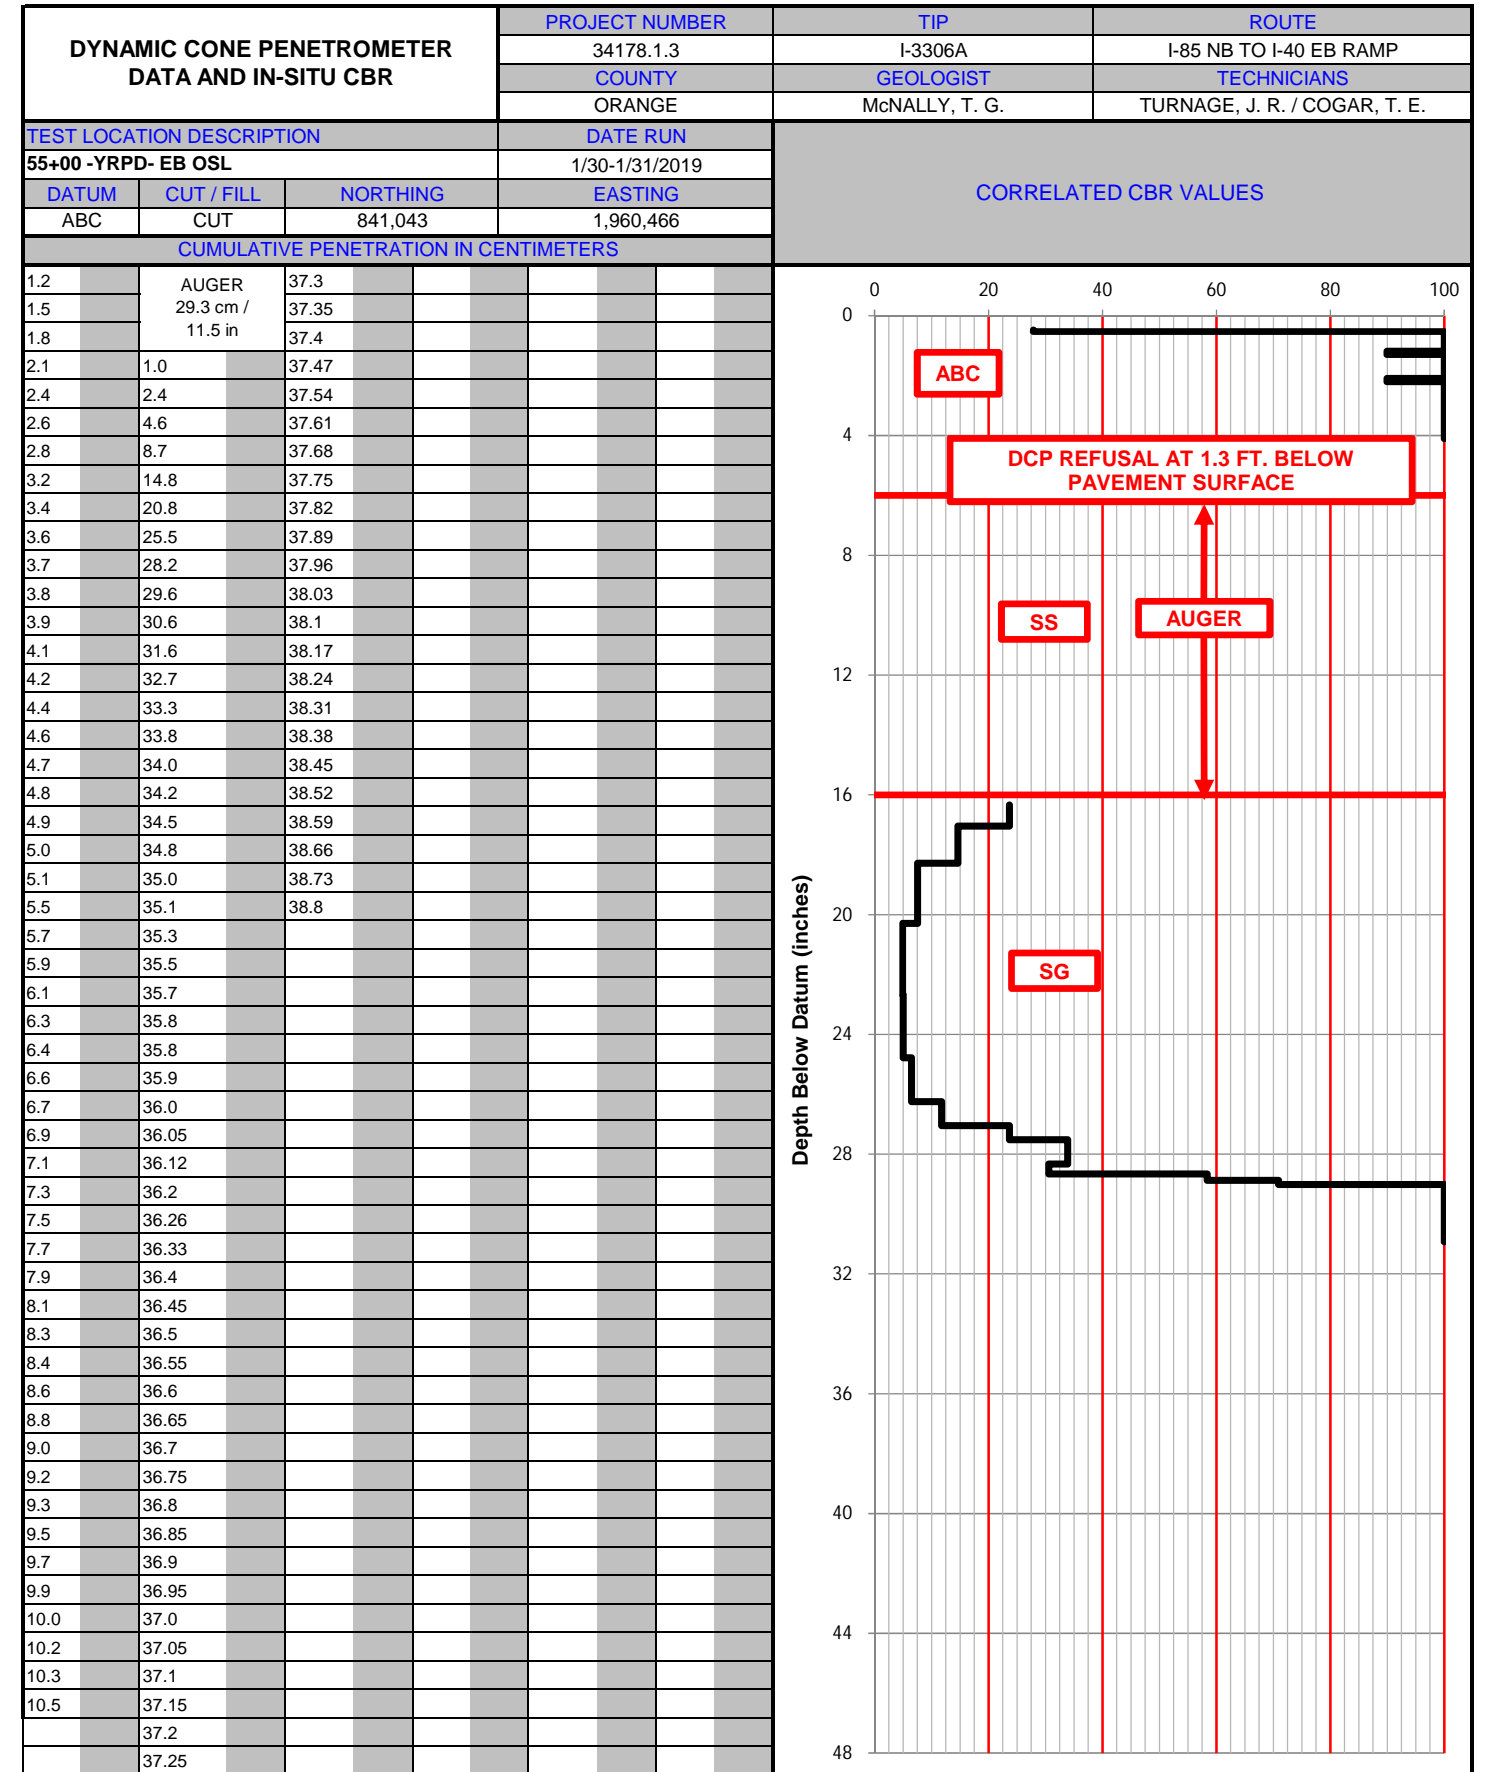 DYNAMIC CONE PENETROMETER
DATA AND IN-SITU CBR
PROJECT NUMBER TIP ROUTE
34178.1.3 I-3306A I-85 NB TO I-40 EB RAMP
COUNTY GEOLOGIST TECHNICIANS
ORANGE McNALLY, T. G. TURNAGE, J. R. / COGAR, T. E.
TEST LOCATION DESCRIPTION DATE RUN
55+00 -YRPD- EB OSL 1/30-1/31/2019
DATUM CUT / FILL NORTHING EASTING
ABC CUT 841,043 1,960,466
CUMULATIVE PENETRATION IN CENTIMETERS
1.2 AUGER 37.3
1.5 29.3 cm / 37.35
1.8 11.5 in 37.4
2.1 1.0 37.47
2.4 2.4 37.54
2.6 4.6 37.61
2.8 8.7 37.68
3.2 14.8 37.75
3.4 20.8 37.82
3.6 25.5 37.89
3.7 28.2 37.96
3.8 29.6 38.03
3.9 30.6 38.1
4.1 31.6 38.17
4.2 32.7 38.24
4.4 33.3 38.31
4.6 33.8 38.38
4.7 34.0 38.45
4.8 34.2 38.52
4.9 34.5 38.59
5.0 34.8 38.66
5.1 35.0 38.73
5.5 35.1 38.8
5.7 35.3
5.9 35.5
6.1 35.7
6.3 35.8
6.4 35.8
6.6 35.9
6.7 36.0
6.9 36.05
7.1 36.12
7.3 36.2
7.5 36.26
7.7 36.33
7.9 36.4
8.1 36.45
8.3 36.5
8.4 36.55
8.6 36.6
8.8 36.65
9.0 36.7
9.2 36.75
9.3 36.8
9.5 36.85
9.7 36.9
9.9 36.95
10.0 37.0
10.2 37.05
10.3 37.1
10.5 37.15
37.2
37.25
CORRELATED CBR VALUES
0 20 40 60 80 100
0
ABC
4
DCP REFUSAL AT 1.3 FT. BELOW
PAVEMENT SURFACE
8
SS AUGER
12
16
20
SG
24
28
32
36
40
44
48
Depth Below Datum (inches)